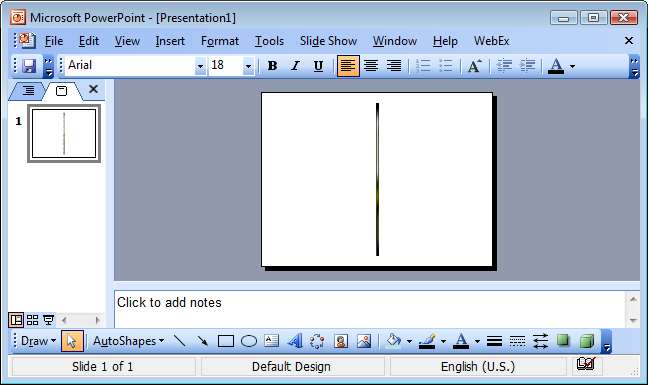 Microsoft PowerPoint - [Presentation1]
File Edit View Insert Format Tools Slide Show Window Help WebEx
Arial 18 B I U A A
1
Click to add notes
Draw AutoShapes A A
Slide 1 of 1 Default Design English (U.S.)